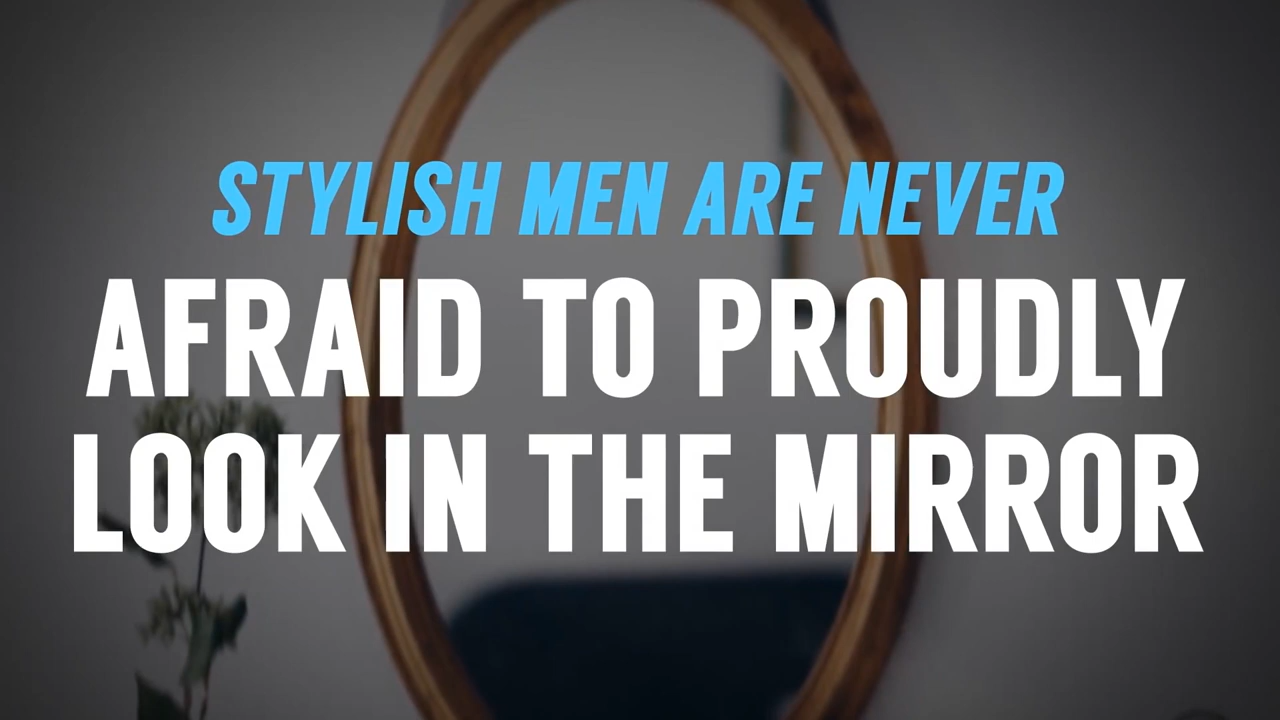 STYLISH MEN ARE NEVER
AFRAID TO PROUDLY
LOOK IN THE MIRROR